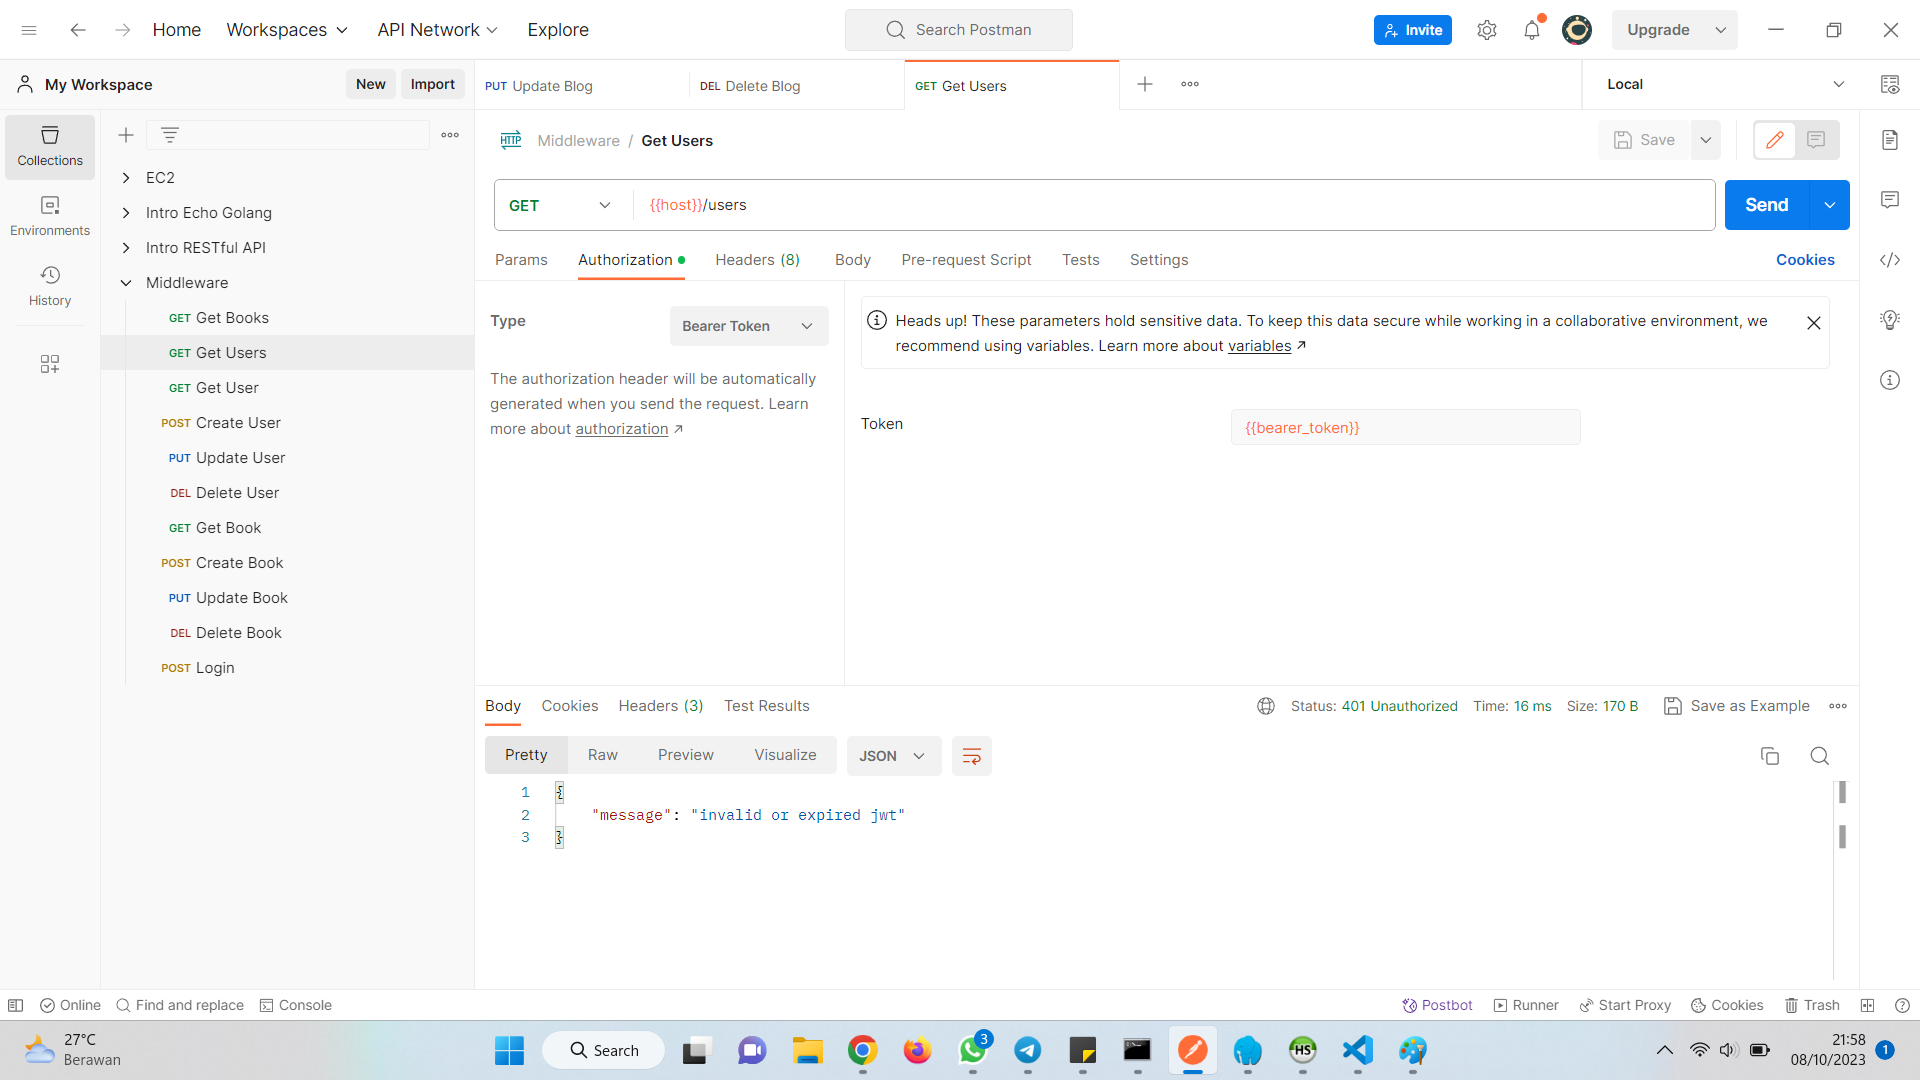 Home Workspaces API Network Explore Search Postman Invite Upgrade
My Workspace New Import PUT Update Blog DEL Delete Blog GET Get Users Local
Collections
Environments
History
EC2
Intro Echo Golang
Intro RESTful API
Middleware
GET Get Books
GET Get Users
GET Get User
POST Create User
PUT Update User
DEL Delete User
GET Get Book
POST Create Book
PUT Update Book
DEL Delete Book
POST Login
HTTP Middleware / Get Users Save
GET {{host}}/users Send
Params Authorization Headers (8) Body Pre-request Script Tests Settings Cookies
Type Bearer Token
The authorization header will be automatically
generated when you send the request. Learn
more about authorization ↗
Heads up! These parameters hold sensitive data. To keep this data secure while working in a collaborative environment, we
recommend using variables. Learn more about variables ↗
Token {{bearer_token}}
Body Cookies Headers (3) Test Results Status: 401 Unauthorized Time: 16 ms Size: 170 B Save as Example
Pretty Raw Preview Visualize JSON
1 {
2 "message": "invalid or expired jwt"
3 }
Online Find and replace Console Postbot Runner Start Proxy Cookies Trash
27°C
Berawan
Search
3
HS
21:58
08/10/2023
1